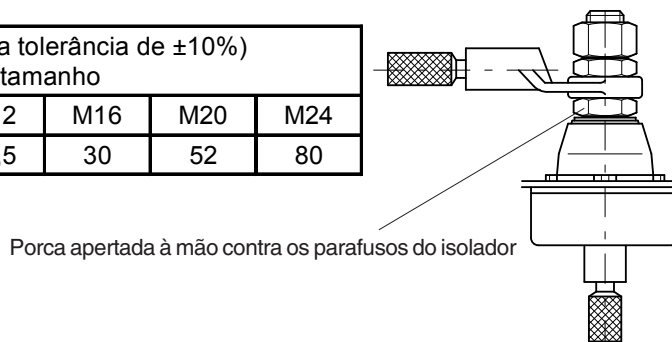 a tolerância de ±10%)
tamanho
2 M16 M20 M24
,5 30 52 80
Porca apertada à mão contra os parafusos do isolador